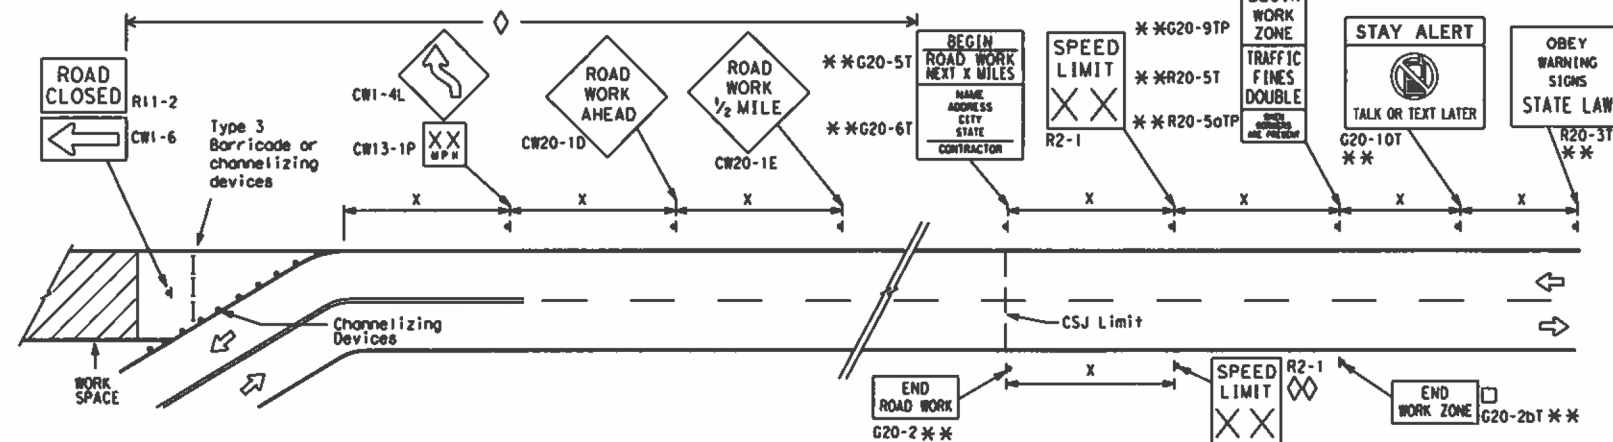 ROAD
CLOSED
R11-2
CW1-6
Type 3
Barricade or
channelizing
devices
CW1-4L
XX
MPH
CW13-1P
ROAD
WORK
AHEAD
CW20-1D
ROAD
WORK
1/2 MILE
CW20-1E
* *G20-5T
BEGIN
ROAD WORK
NEXT X MILES
* *G20-6T
NAME
ADDRESS
CITY
STATE
CONTRACTOR
SPEED
LIMIT
X X
R2-1
* *G20-9TP
WORK
ZONE
* *R20-5T
TRAFFIC
FINES
DOUBLE
* *R20-5aTP
WHEN
WORKERS
ARE PRESENT
STAY ALERT
TALK OR TEXT LATER
G20-10T
* *
OBEY
WARNING
SIGNS
STATE LAW
R20-3T
* *
X
X
X
X
X
X
X
Channelizing
Devices
CSJ Limit
WORK
SPACE
END
ROAD WORK
G20-2 * *
X
SPEED
LIMIT
X X
R2-1
END
WORK ZONE
G20-2bT * *